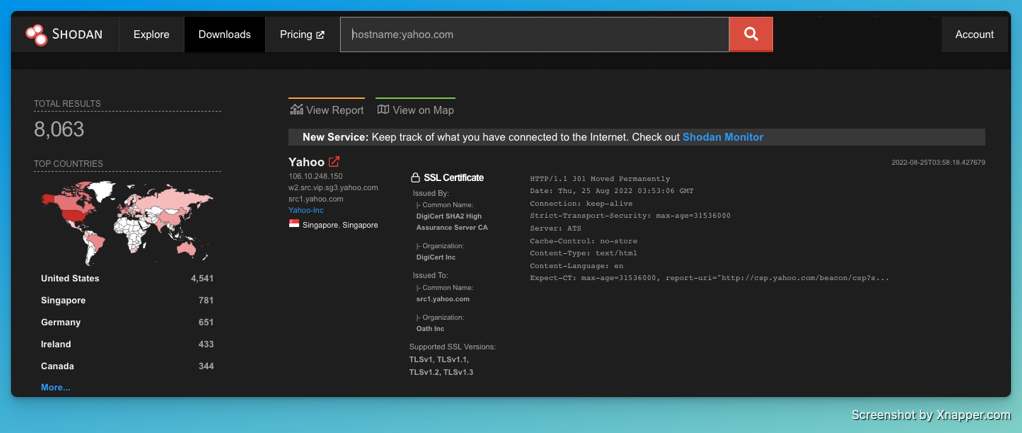 SHODAN Explore Downloads Pricing hostname:yahoo.com Account
TOTAL RESULTS
8,063
TOP COUNTRIES
United States 4,541
Singapore 781
Germany 651
Ireland 433
Canada 344
More...
View Report View on Map
New Service: Keep track of what you have connected to the Internet. Check out Shodan Monitor
Yahoo
2022-08-25T03:58:18.427679
106.10.248.150
w2.src.vip.sg3.yahoo.com
src1.yahoo.com
Yahoo-Inc
Singapore, Singapore
SSL Certificate
Issued By:
|- Common Name:
DigiCert SHA2 High
Assurance Server CA
|- Organization:
DigiCert Inc
Issued To:
|- Common Name:
src1.yahoo.com
|- Organization:
Oath Inc
Supported SSL Versions:
TLSv1, TLSv1.1,
TLSv1.2, TLSv1.3
HTTP/1.1 301 Moved Permanently
Date: Thu, 25 Aug 2022 03:53:06 GMT
Connection: keep-alive
Strict-Transport-Security: max-age=31536000
Server: ATS
Cache-Control: no-store
Content-Type: text/html
Content-Language: en
Expect-CT: max-age=31536000, report-uri="http://csp.yahoo.com/beacon/csp?s...
Screenshot by Xnapper.com